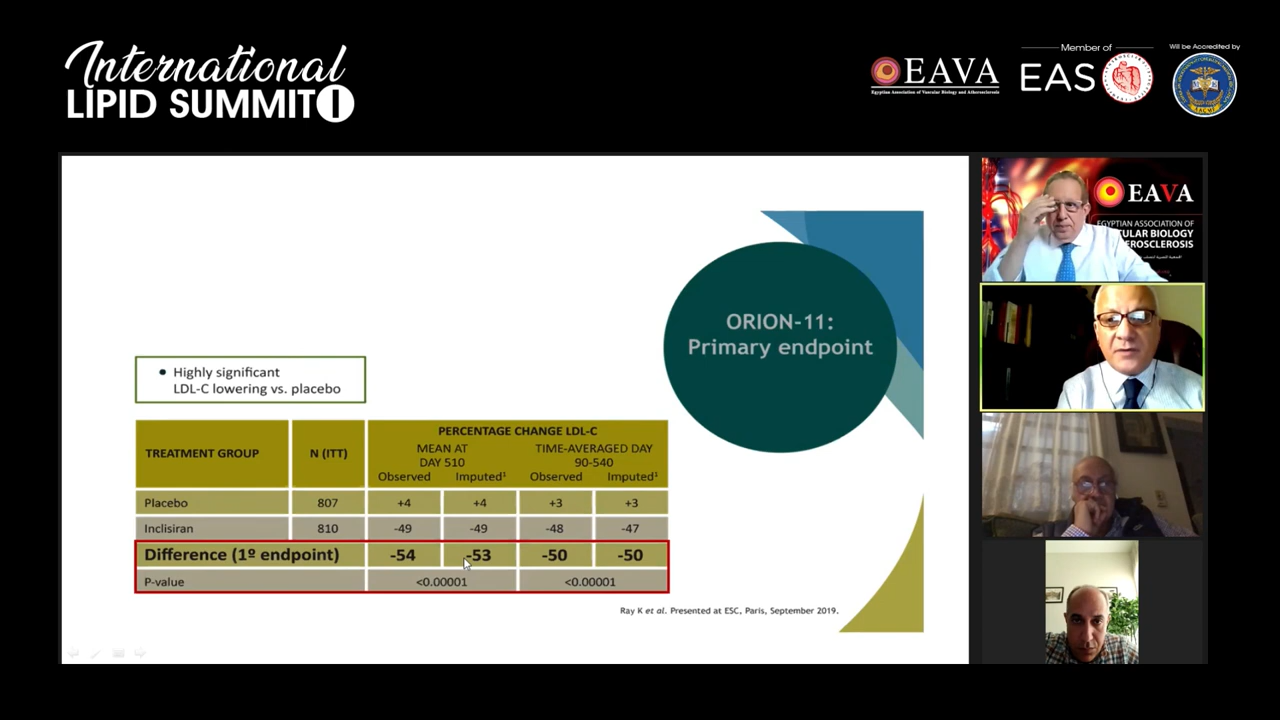 International
LIPID SUMMIT 1
EAVA
Egyptian Association of Vascular Biology and Atherosclerosis
Member of
EAS
Will be Accredited by
ORION-11:
Primary endpoint
• Highly significant
LDL-C lowering vs. placebo
TREATMENT GROUP
N (ITT)
PERCENTAGE CHANGE LDL-C
MEAN AT
DAY 510
TIME-AVERAGED DAY
90-540
Observed Imputed¹ Observed Imputed¹
Placebo 807 +4 +4 +3 +3
Inclisiran 810 -49 -49 -48 -47
Difference (1º endpoint) -54 -53 -50 -50
P-value <0.00001 <0.00001
Ray K et al. Presented at ESC, Paris, September 2019.
EAVA
EGYPTIAN ASSOCIATION OF